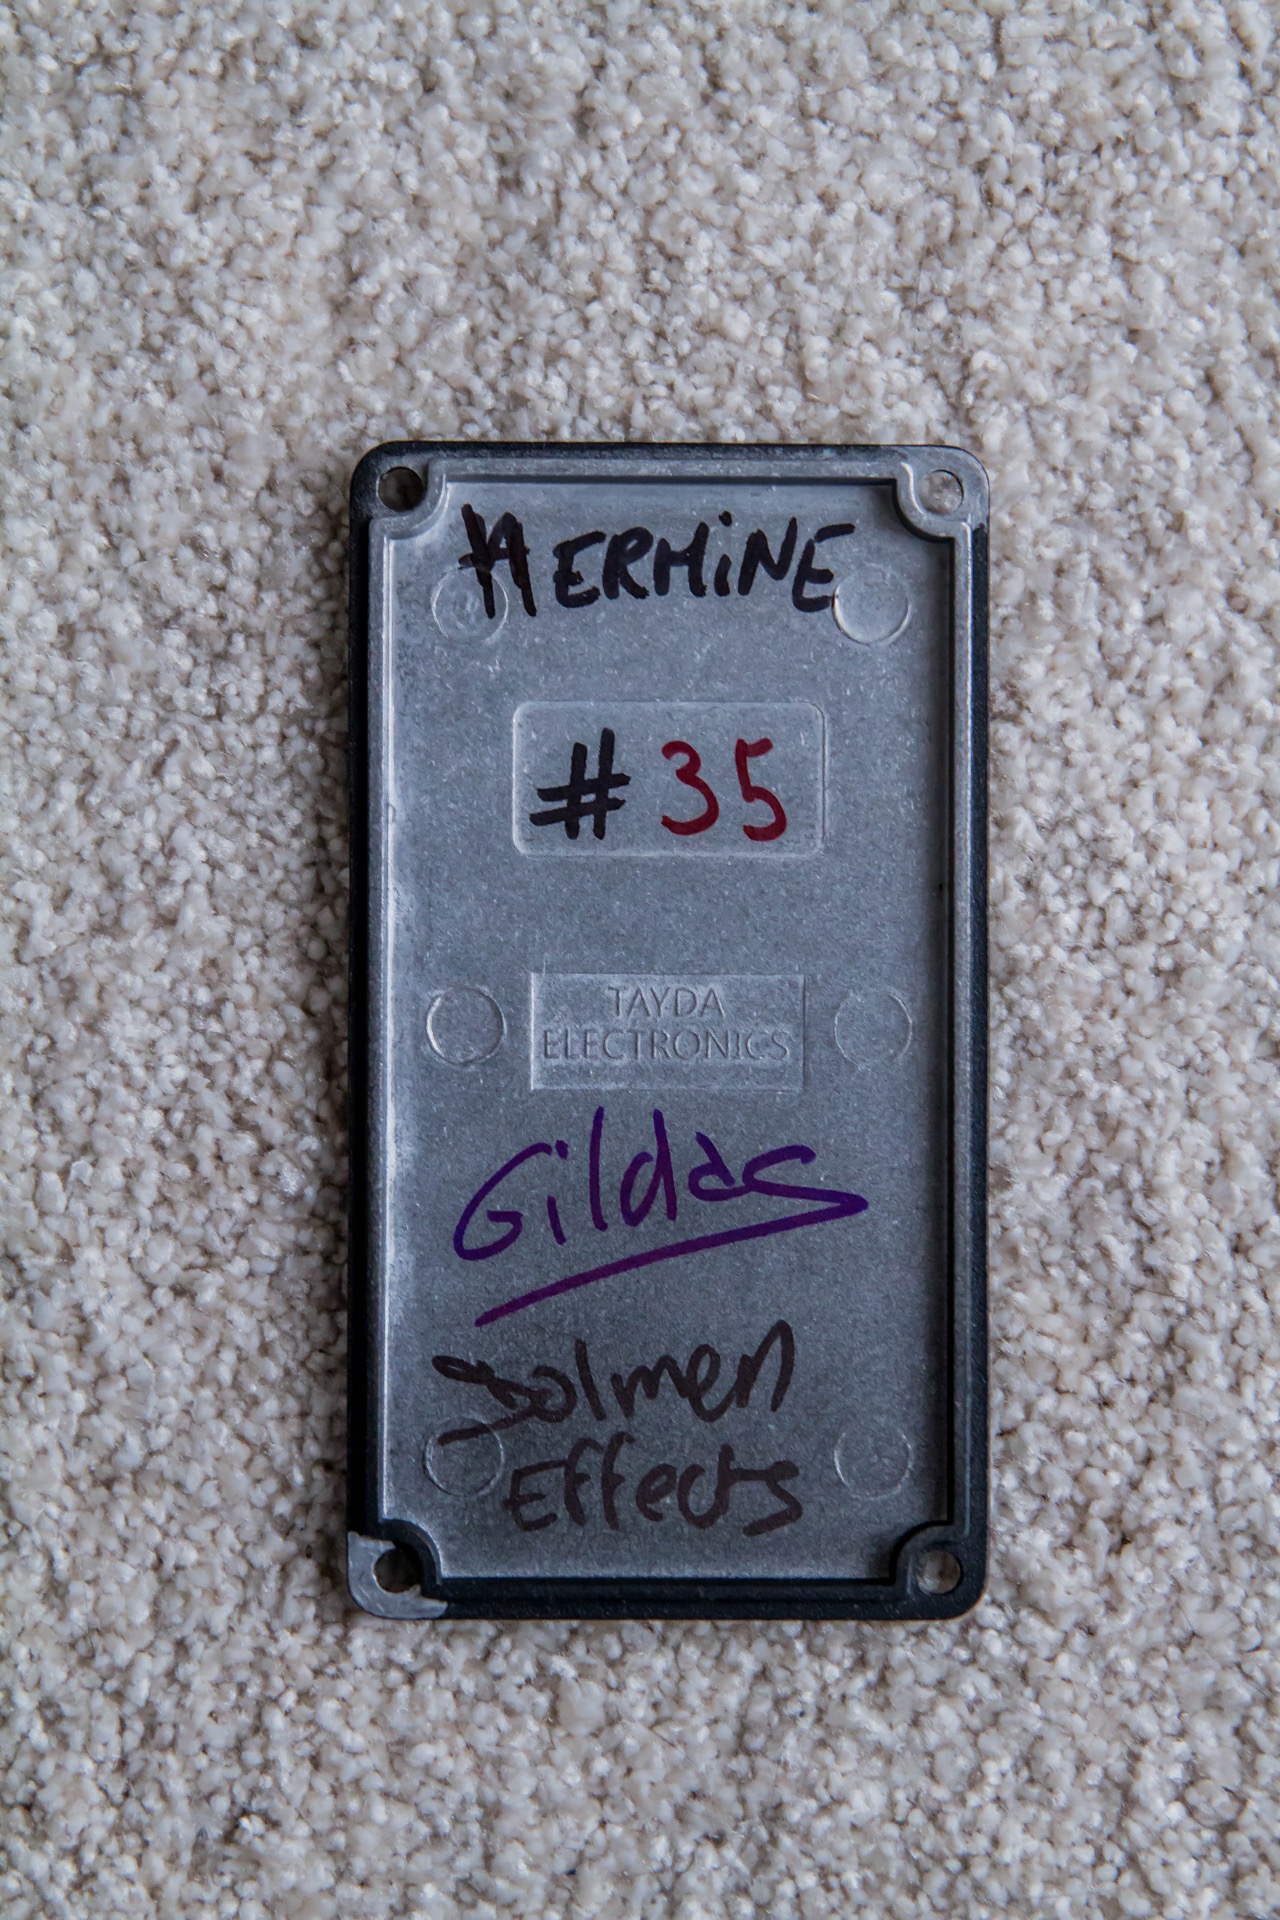 HERMiNE
# 35
TAYDA
ELECTRONICS
Gildas
Dolmen
Effects